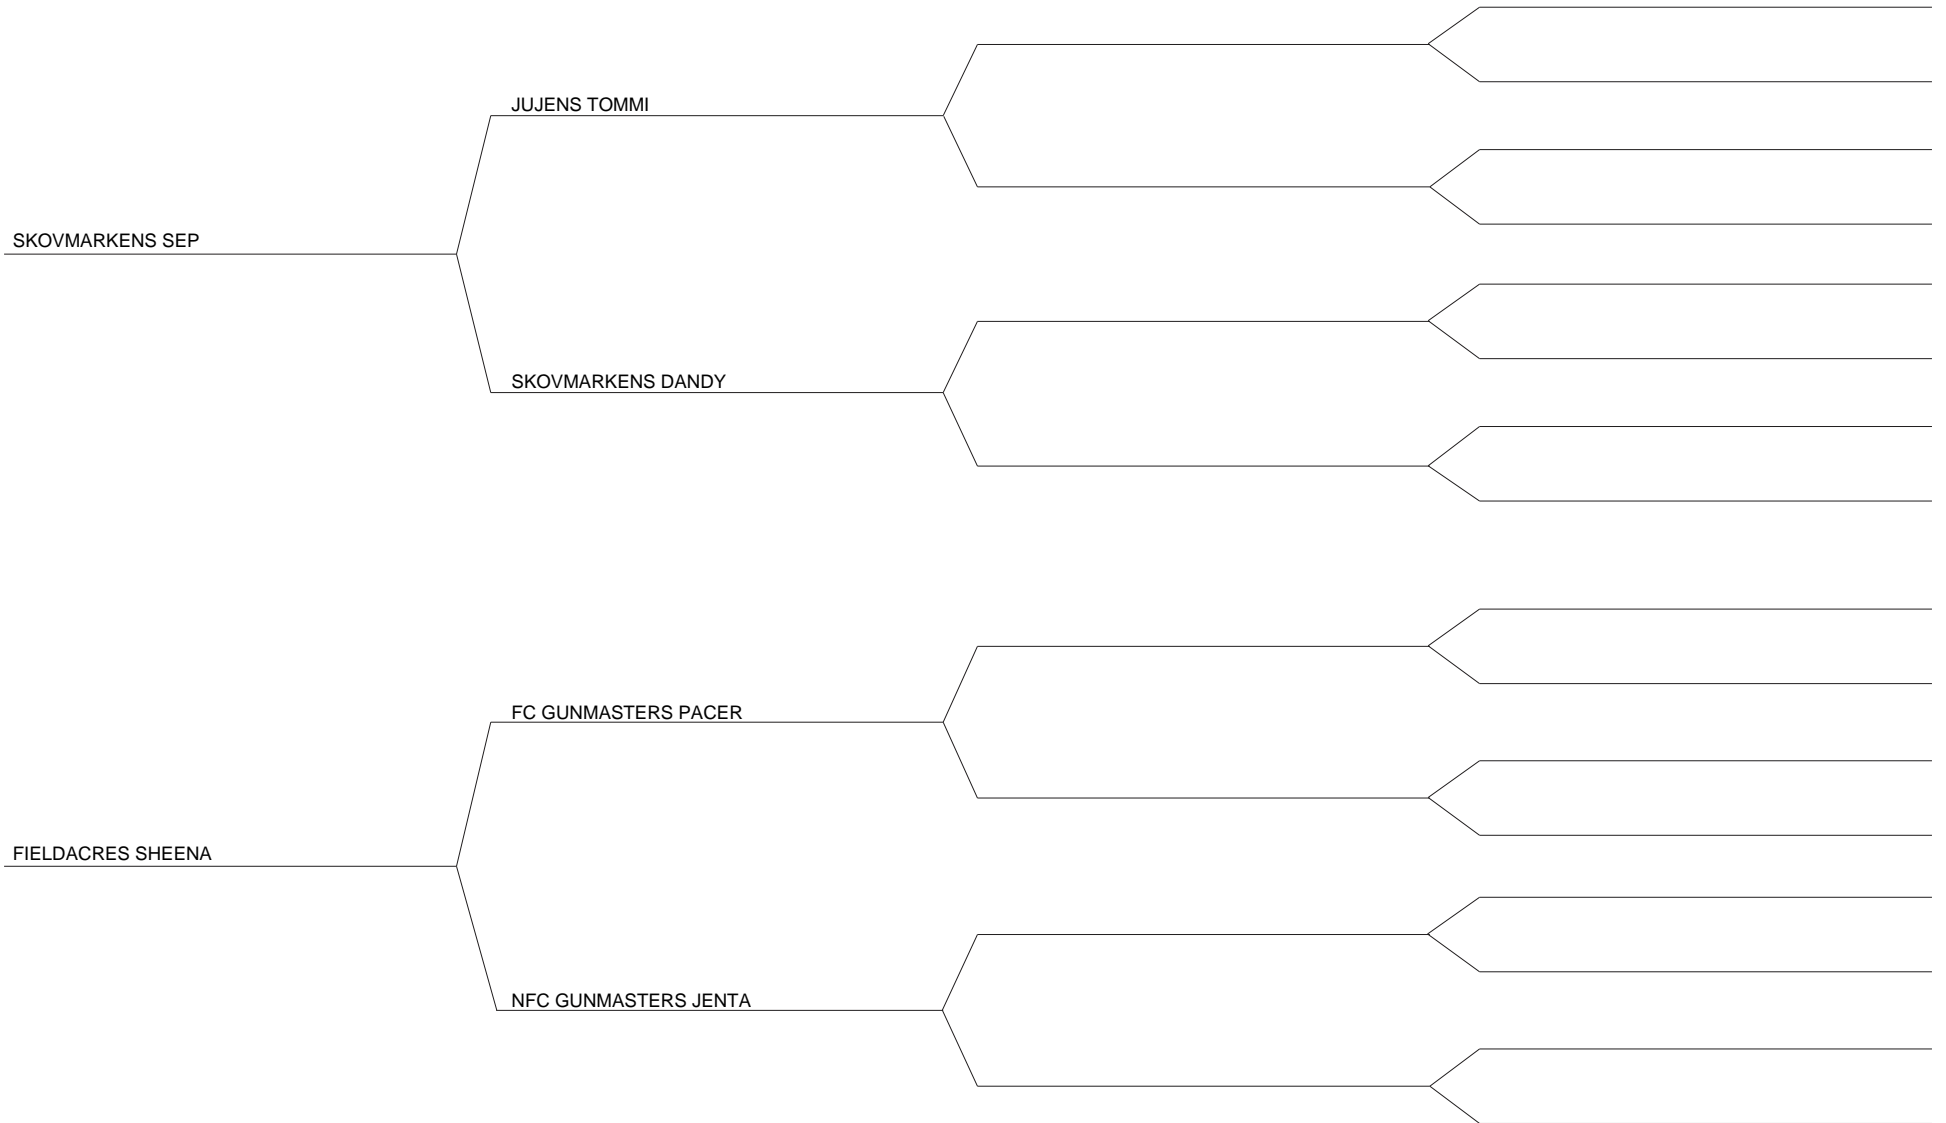 JUJENS TOMMI
SKOVMARKENS SEP
SKOVMARKENS DANDY
FC GUNMASTERS PACER
FIELDACRES SHEENA
NFC GUNMASTERS JENTA